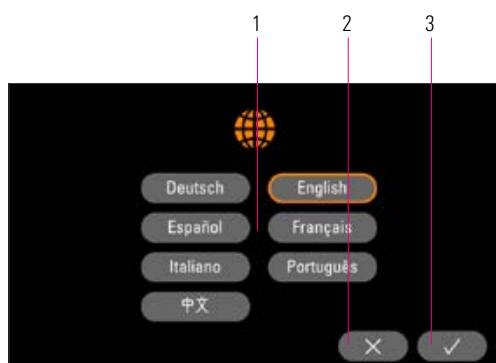 1 2 3
Deutsch English
Español Français
Italiano Português
中文